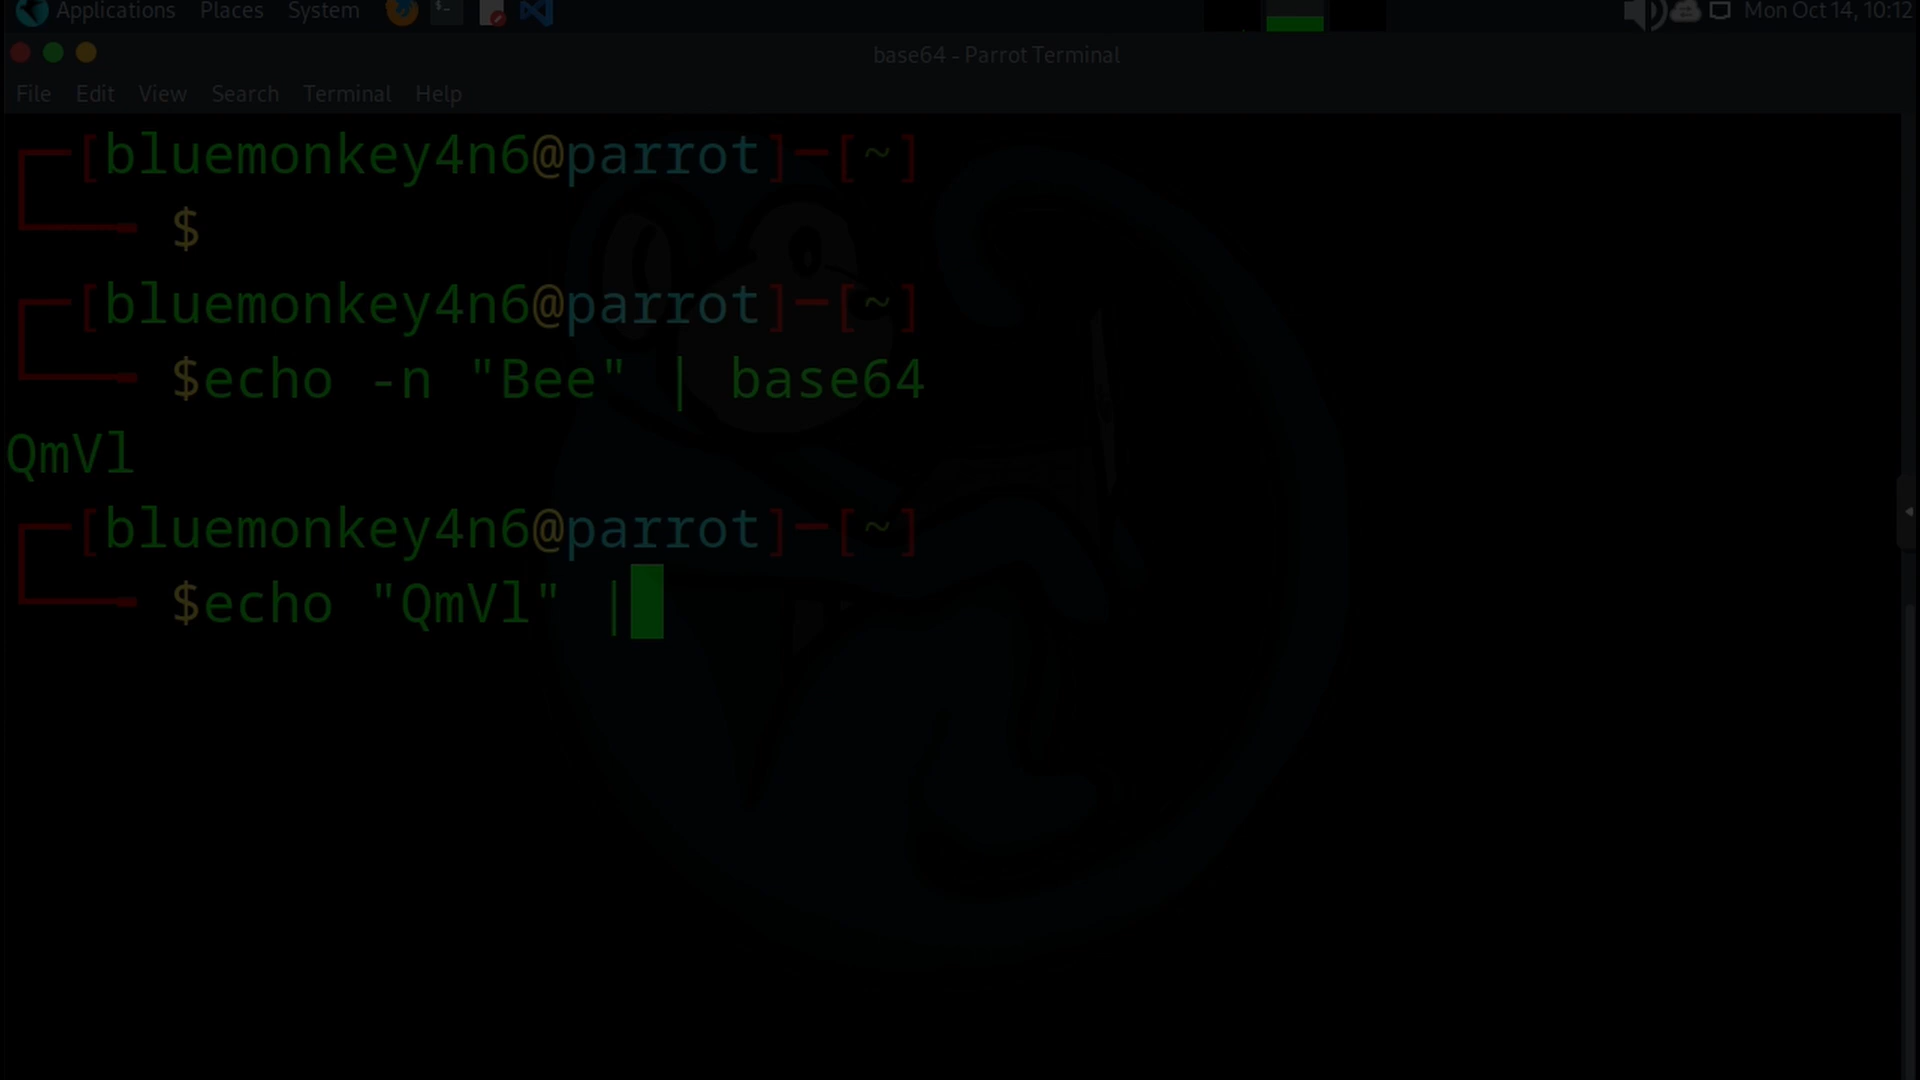 Applications Places System Mon Oct 14, 10:12
base64 - Parrot Terminal
File Edit View Search Terminal Help
[bluemonkey4n6@parrot]─[~]
$
[bluemonkey4n6@parrot]─[~]
$echo -n "Bee" | base64
QmVl
[bluemonkey4n6@parrot]─[~]
$echo "QmVl" |